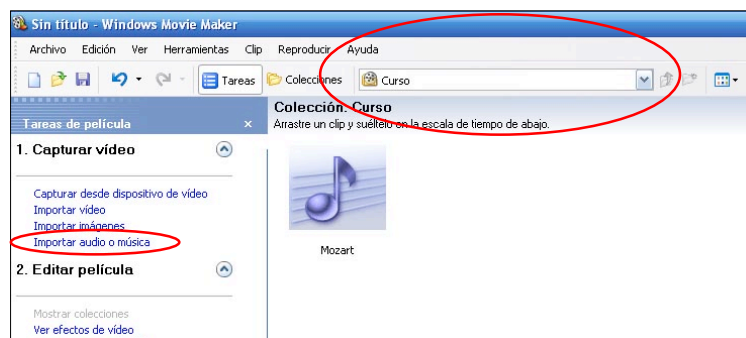 Sin título - Windows Movie Maker
Archivo Edición Ver Herramientas Clip Reproducir Ayuda
Tareas Colecciones Curso
Tareas de película
Colección: Curso
Arrastre un clip y suéltelo en la escala de tiempo de abajo.
1. Capturar vídeo
Capturar desde dispositivo de vídeo
Importar vídeo
Importar imágenes
Importar audio o música
Mozart
2. Editar película
Mostrar colecciones
Ver efectos de vídeo